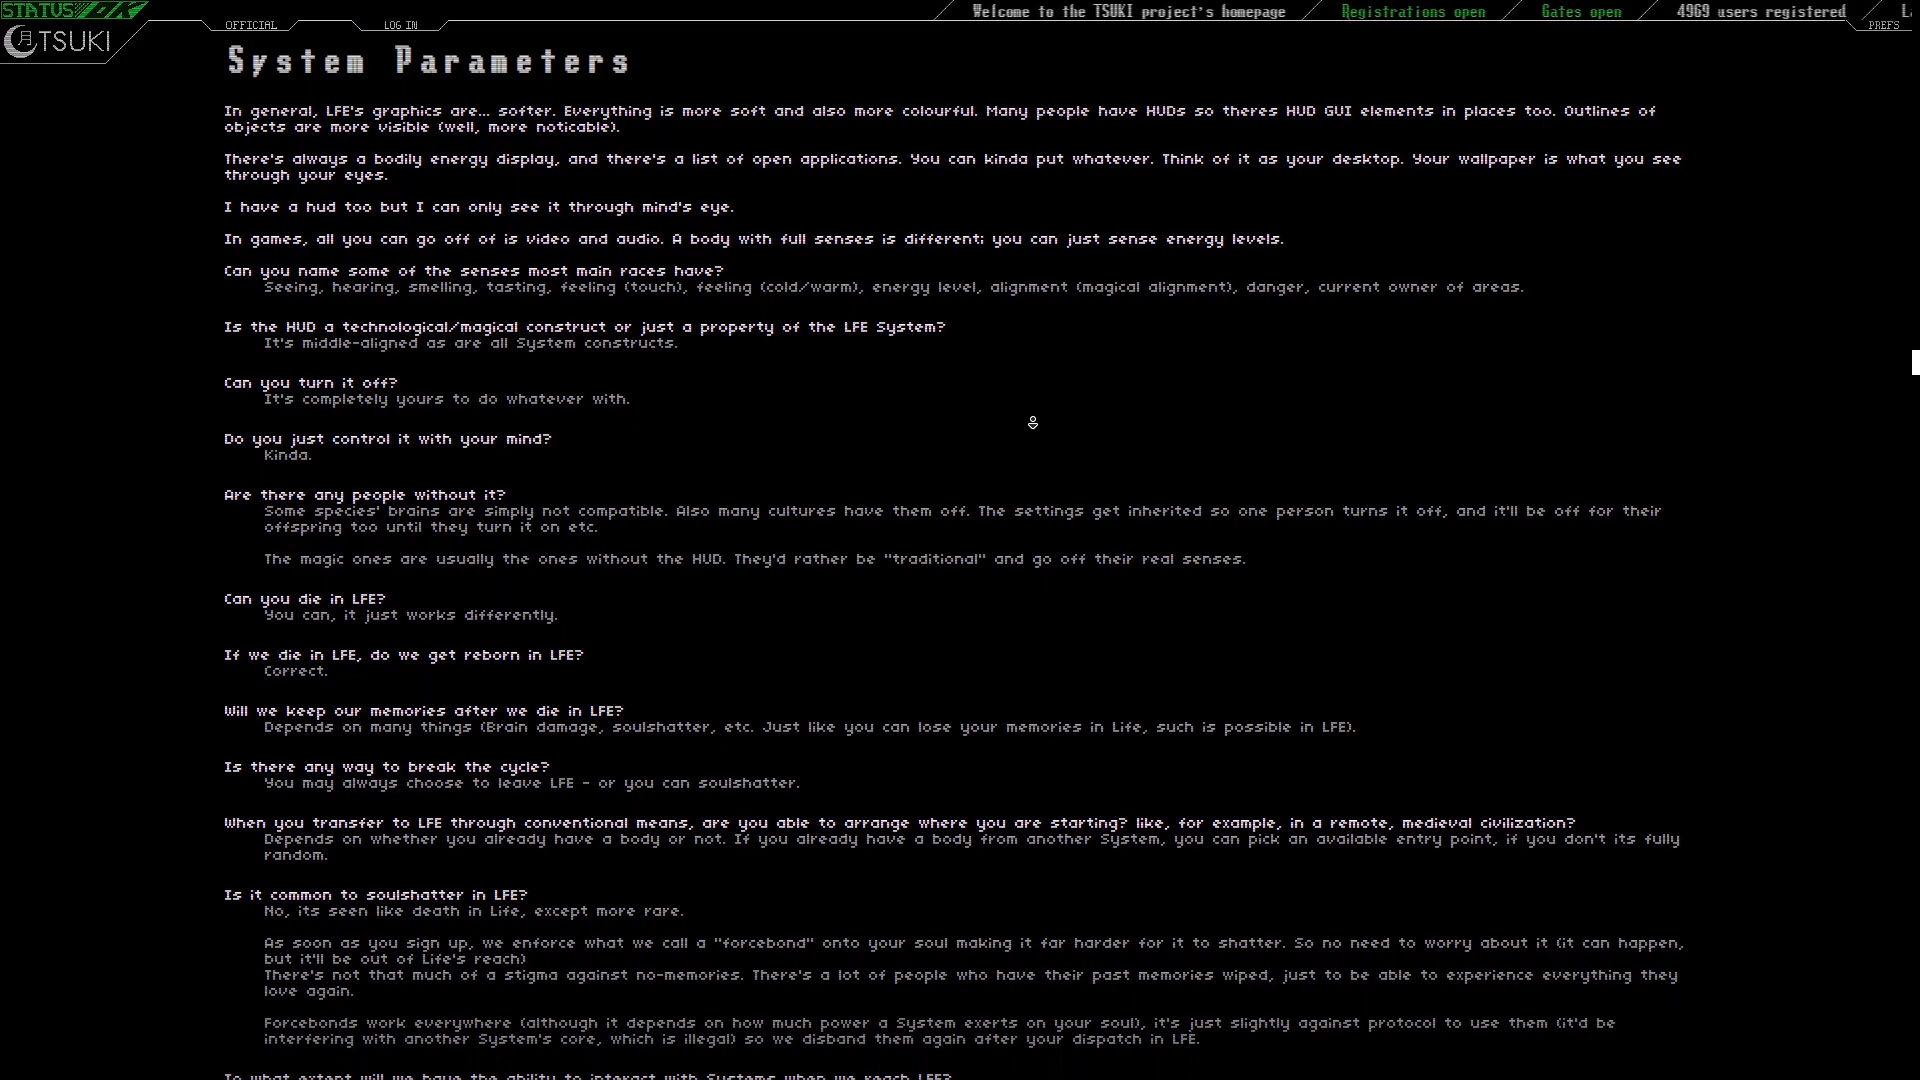 STATUS//OK
OFFICIAL
LOG IN
Welcome to the TSUKI project's homepage
Registrations open
Gates open
4969 users registered
PREFS
月
TSUKI
System Parameters
In general, LFE's graphics are... softer. Everything is more soft and also more colourful. Many people have HUDs so theres HUD GUI elements in places too. Outlines of
objects are more visible (well, more noticable).
There's always a bodily energy display, and there's a list of open applications. You can kinda put whatever. Think of it as your desktop. Your wallpaper is what you see
through your eyes.
I have a hud too but I can only see it through mind's eye.
In games, all you can go off of is video and audio. A body with full senses is different; you can just sense energy levels.
Can you name some of the senses most main races have?
Seeing, hearing, smelling, tasting, feeling (touch), feeling (cold/warm), energy level, alignment (magical alignment), danger, current owner of areas.
Is the HUD a technological/magical construct or just a property of the LFE System?
It's middle-aligned as are all System constructs.
Can you turn it off?
It's completely yours to do whatever with.
Do you just control it with your mind?
Kinda.
Are there any people without it?
Some species' brains are simply not compatible. Also many cultures have them off. The settings get inherited so one person turns it off, and it'll be off for their
offspring too until they turn it on etc.
The magic ones are usually the ones without the HUD. They'd rather be "traditional" and go off their real senses.
Can you die in LFE?
You can, it just works differently.
If we die in LFE, do we get reborn in LFE?
Correct.
Will we keep our memories after we die in LFE?
Depends on many things (Brain damage, soulshatter, etc. Just like you can lose your memories in Life, such is possible in LFE).
Is there any way to break the cycle?
You may always choose to leave LFE - or you can soulshatter.
When you transfer to LFE through conventional means, are you able to arrange where you are starting? like, for example, in a remote, medieval civilization?
Depends on whether you already have a body or not. If you already have a body from another System, you can pick an available entry point, if you don't its fully
random.
Is it common to soulshatter in LFE?
No, its seen like death in Life, except more rare.
As soon as you sign up, we enforce what we call a "forcebond" onto your soul making it far harder for it to shatter. So no need to worry about it (it can happen,
but it'll be out of Life's reach)
There's not that much of a stigma against no-memories. There's a lot of people who have their past memories wiped, just to be able to experience everything they
love again.
Forcebonds work everywhere (although it depends on how much power a System exerts on your soul), it's just slightly against protocol to use them (it'd be
interfering with another System's core, which is illegal) so we disband them again after your dispatch in LFE.
To what extent will we have the ability to interact with Systems when we reach LFE?